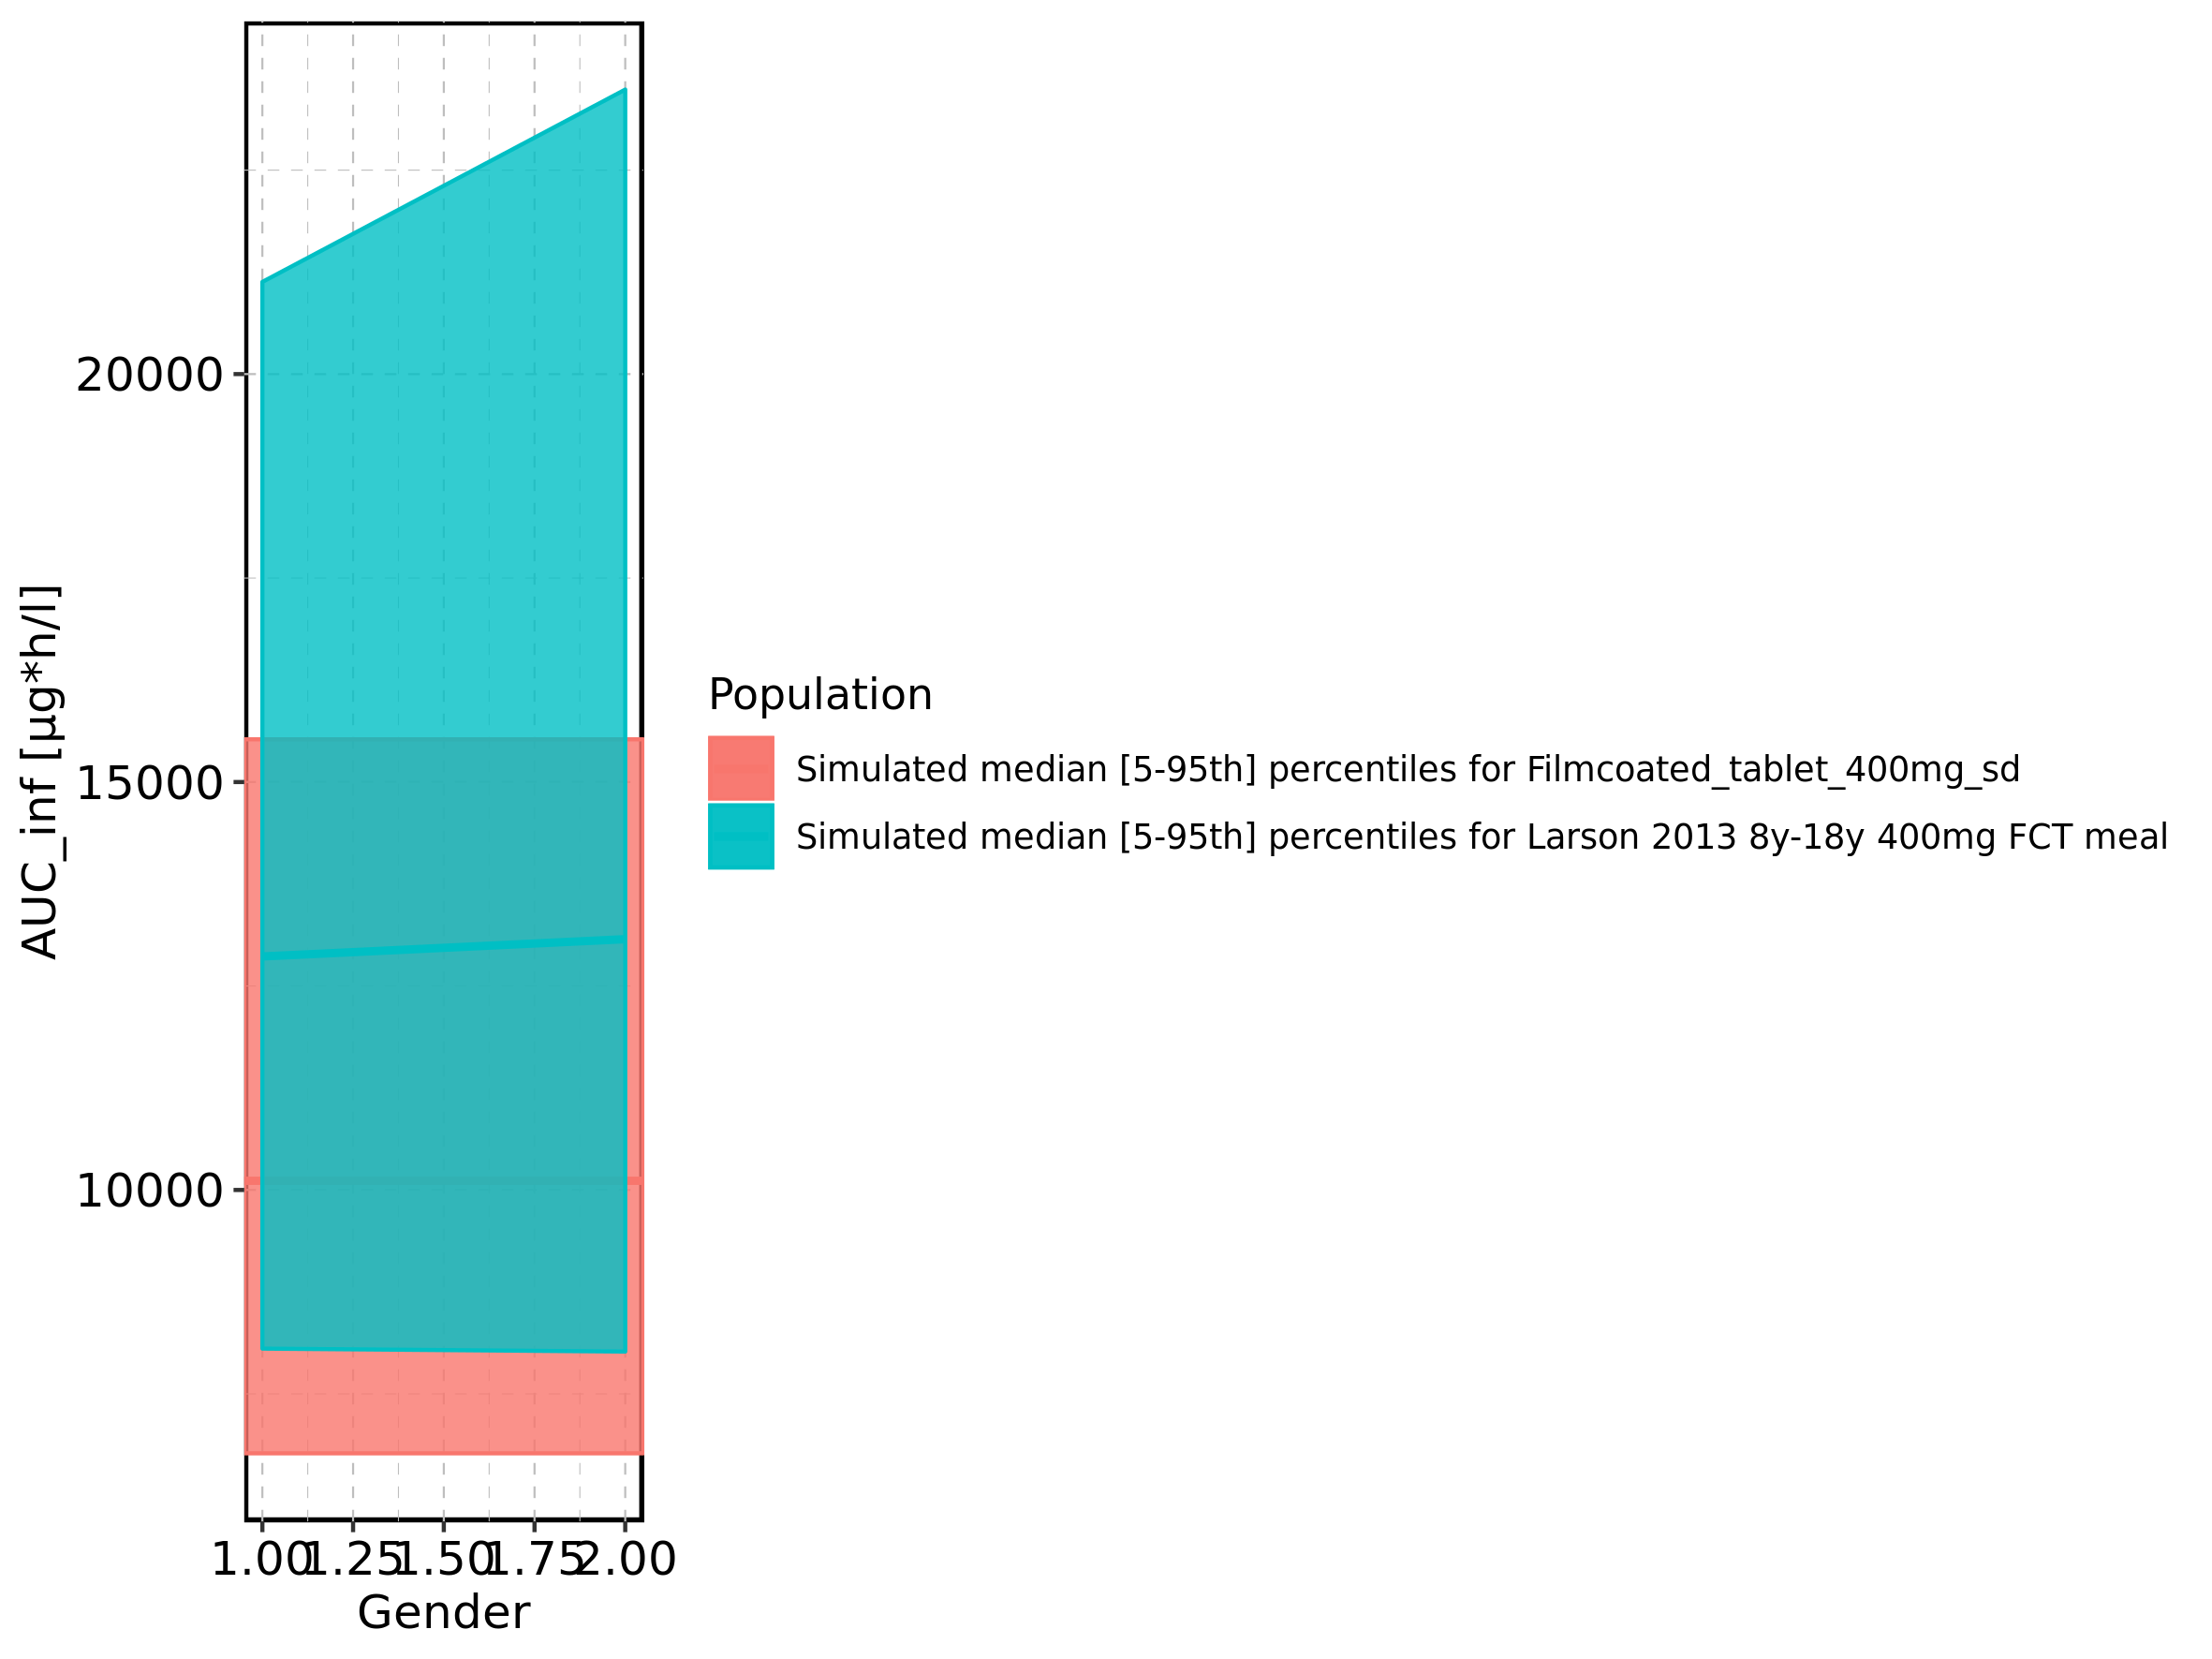 20000
15000
10000
AUC_inf [µg*h/l]
1.00 1.25 1.50 1.75 2.00
Gender
Population
Simulated median [5-95th] percentiles for Filmcoated_tablet_400mg_sd
Simulated median [5-95th] percentiles for Larson 2013 8y-18y 400mg FCT meal